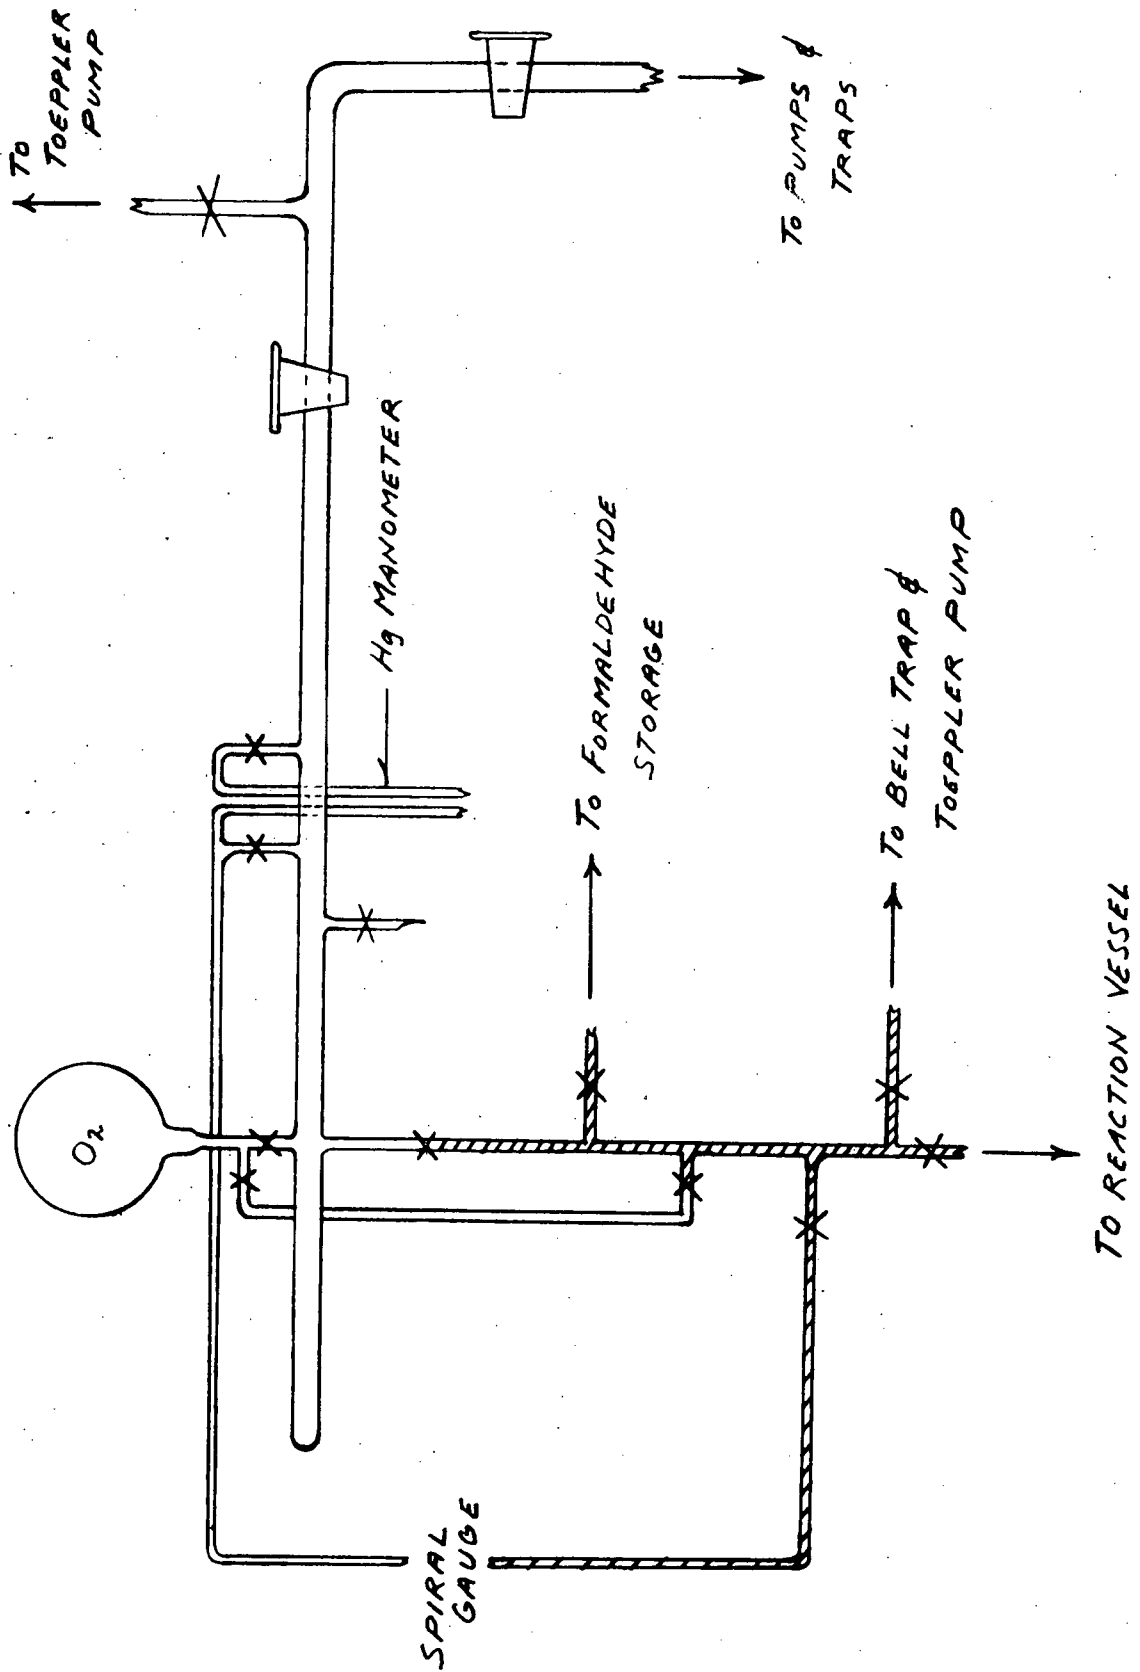 To
TOEPPLER
PUMP
O2
TO PUMPS &
TRAPS
Hg MANOMETER
To FORMALDEHYDE
STORAGE
SPIRAL
GAUGE
To BELL TRAP &
TOEPPLER PUMP
TO REACTION VESSEL